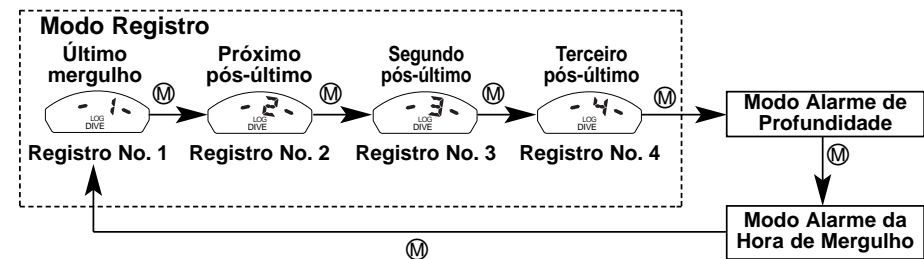 Modo Registro
Último
mergulho
Próximo
pós-último
Segundo
pós-último
Terceiro
pós-último
- 1 -
LOG
DIVE
Ⓜ
- 2 -
LOG
DIVE
Ⓜ
- 3 -
LOG
DIVE
Ⓜ
- 4 -
LOG
DIVE
Ⓜ
Registro No. 1
Registro No. 2
Registro No. 3
Registro No. 4
Modo Alarme de
Profundidade
Ⓜ
Modo Alarme da
Hora de Mergulho
Ⓜ